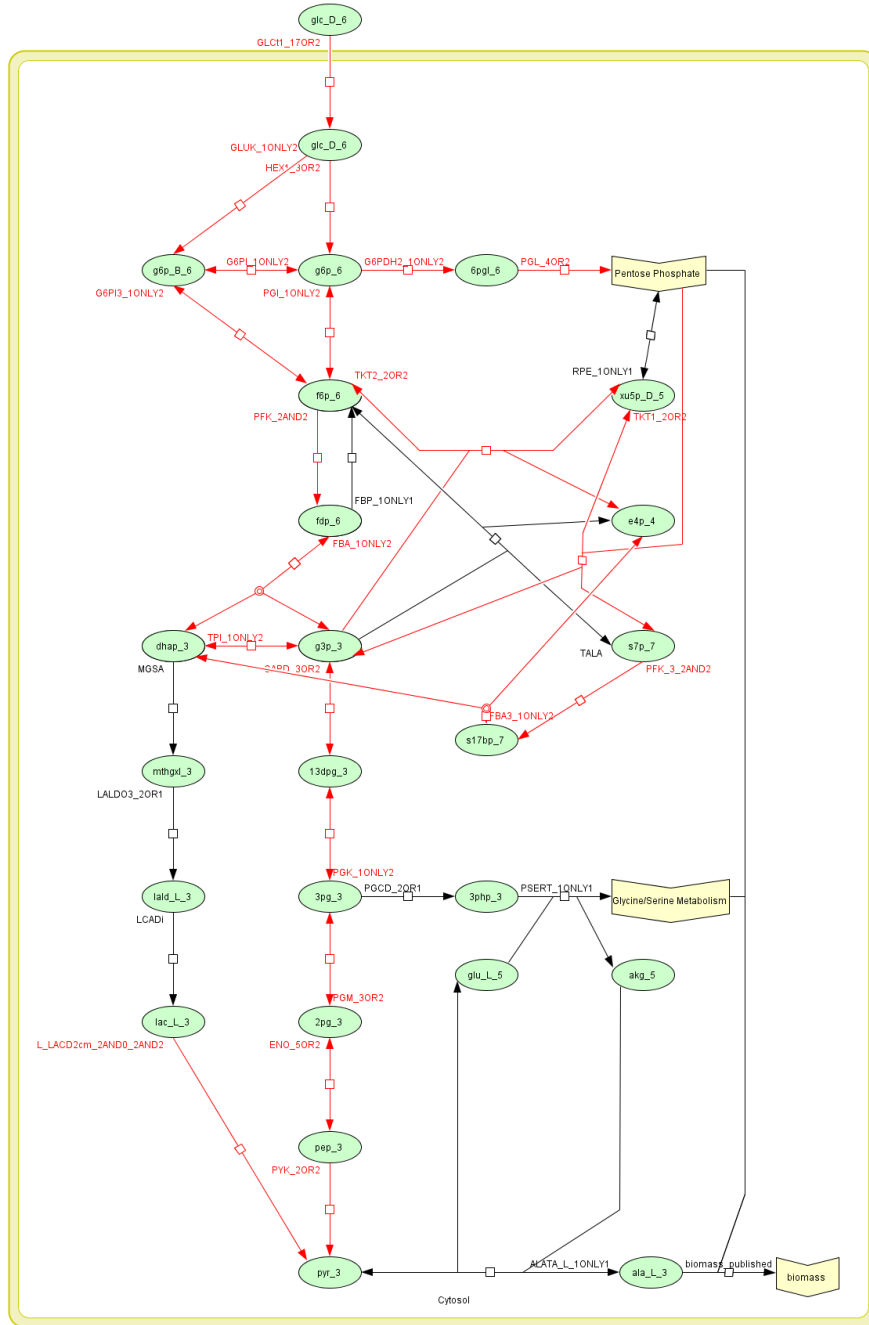 glc_D_6
GLCt1_17OR2
glc_D_6
GLUK_1ONLY2
HEX1_3OR2
g6p_B_6
G6PI_1ONLY2
g6p_6
G6PDH2_1ONLY2
6pgl_6
PGL_4OR2
Pentose Phosphate
G6PI3_1ONLY2
PGI_1ONLY2
TKT2_2OR2
RPE_1ONLY1
f6p_6
xu5p_D_5
PFK_2AND2
TKT1_2OR2
FBP_1ONLY1
fdp_6
e4p_4
FBA_1ONLY2
dhap_3
TPI_1ONLY2
g3p_3
s7p_7
MGSA
TALA
PFK_3_2AND2
FBA3_1ONLY2
s17bp_7
mthgxl_3
13dpg_3
LALDO3_2OR1
PGK_1ONLY2
lald_L_3
3pg_3
PGCD_2OR1
3php_3
PSERT_1ONLY1
Glycine/Serine Metabolism
LCADi
glu_L_5
akg_5
PGM_3OR2
lac_L_3
2pg_3
L_LACD2cm_2AND0_2AND2
ENO_5OR2
pep_3
PYK_2OR2
pyr_3
ALATA_L_1ONLY1
ala_L_3
biomass_published
biomass
Cytosol